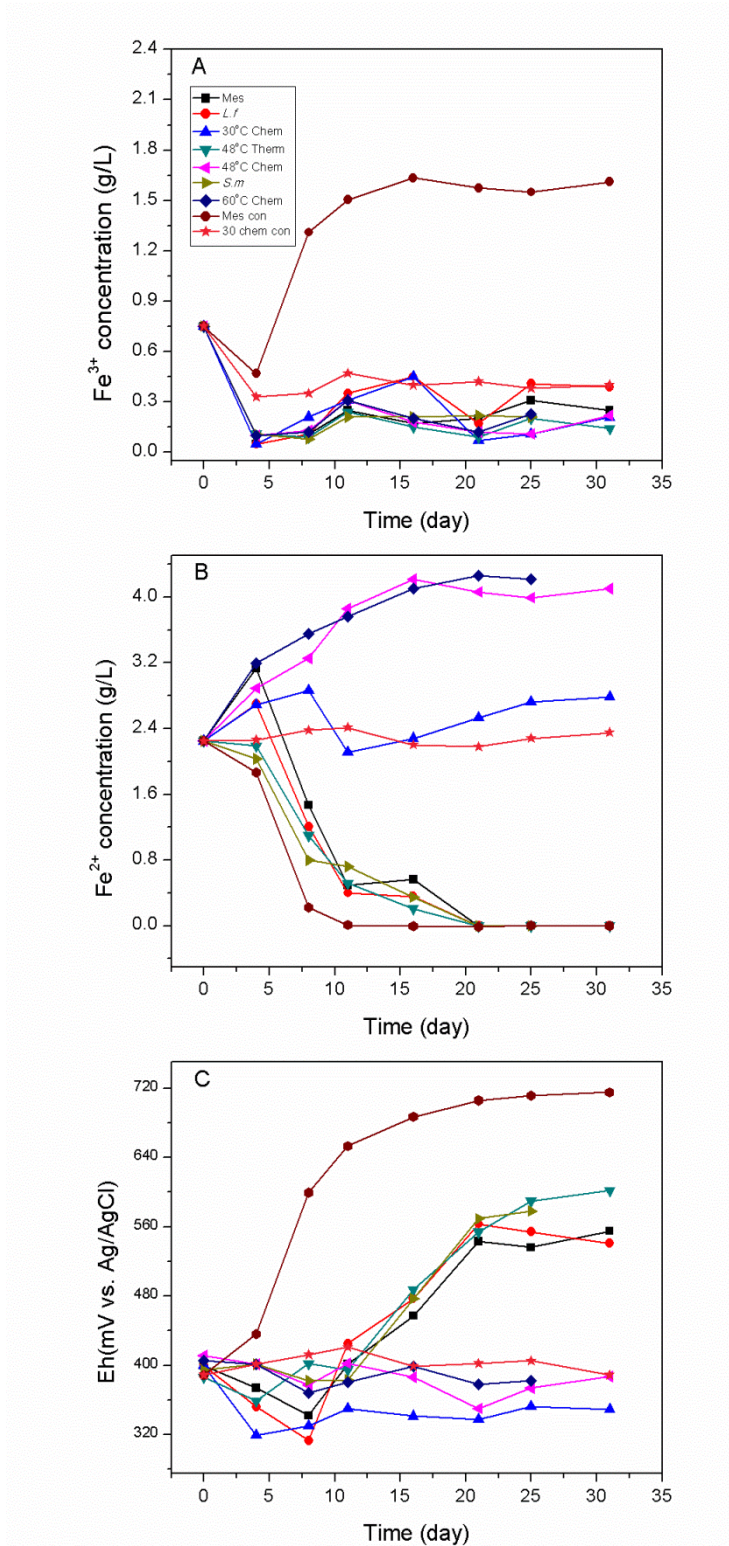 A
2.4
2.1
1.8
1.5
1.2
0.9
0.6
0.3
0.0
Fe³⁺ concentration (g/L)
Mes
L.f
30°C Chem
48°C Therm
48°C Chem
S.m
60°C Chem
Mes con
30 chem con
0 5 10 15 20 25 30 35
Time (day)
B
4.0
3.2
2.4
1.6
0.8
0.0
Fe²⁺ concentration (g/L)
0 5 10 15 20 25 30 35
Time (day)
C
720
640
560
480
400
320
Eh(mV vs. Ag/AgCl)
0 5 10 15 20 25 30 35
Time (day)